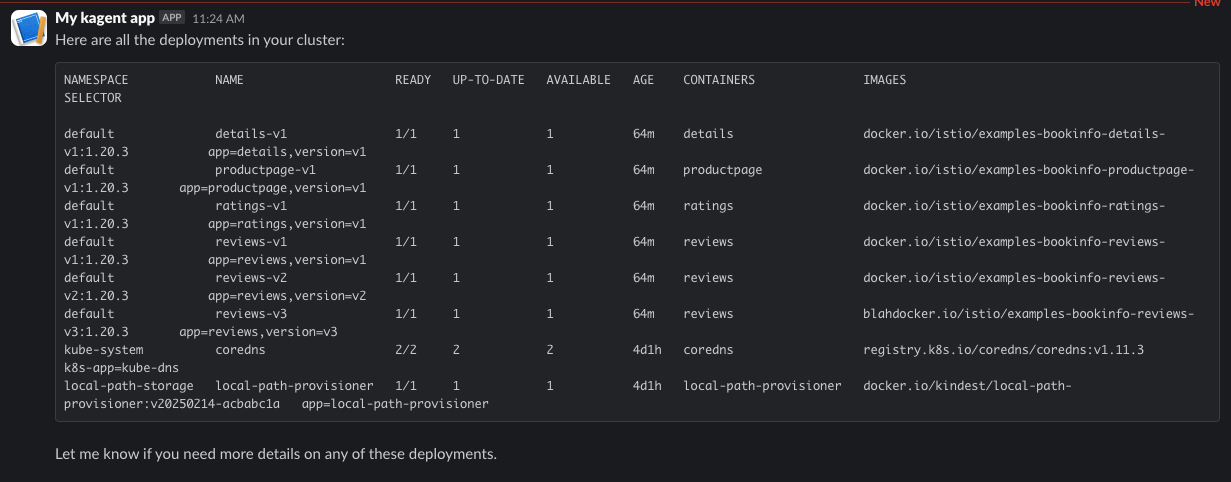 New
My kagent app APP 11:24 AM
Here are all the deployments in your cluster:
NAMESPACE NAME READY UP-TO-DATE AVAILABLE AGE CONTAINERS IMAGES
SELECTOR
default details-v1 1/1 1 1 64m details docker.io/istio/examples-bookinfo-details-
v1:1.20.3 app=details,version=v1
default productpage-v1 1/1 1 1 64m productpage docker.io/istio/examples-bookinfo-productpage-
v1:1.20.3 app=productpage,version=v1
default ratings-v1 1/1 1 1 64m ratings docker.io/istio/examples-bookinfo-ratings-
v1:1.20.3 app=ratings,version=v1
default reviews-v1 1/1 1 1 64m reviews docker.io/istio/examples-bookinfo-reviews-
v1:1.20.3 app=reviews,version=v1
default reviews-v2 1/1 1 1 64m reviews docker.io/istio/examples-bookinfo-reviews-
v2:1.20.3 app=reviews,version=v2
default reviews-v3 1/1 1 1 64m reviews blahdocker.io/istio/examples-bookinfo-reviews-
v3:1.20.3 app=reviews,version=v3
kube-system coredns 2/2 2 2 4d1h coredns registry.k8s.io/coredns/coredns:v1.11.3
k8s-app=kube-dns
local-path-storage local-path-provisioner 1/1 1 1 4d1h local-path-provisioner docker.io/kindest/local-path-
provisioner:v20250214-acbabc1a app=local-path-provisioner
Let me know if you need more details on any of these deployments.